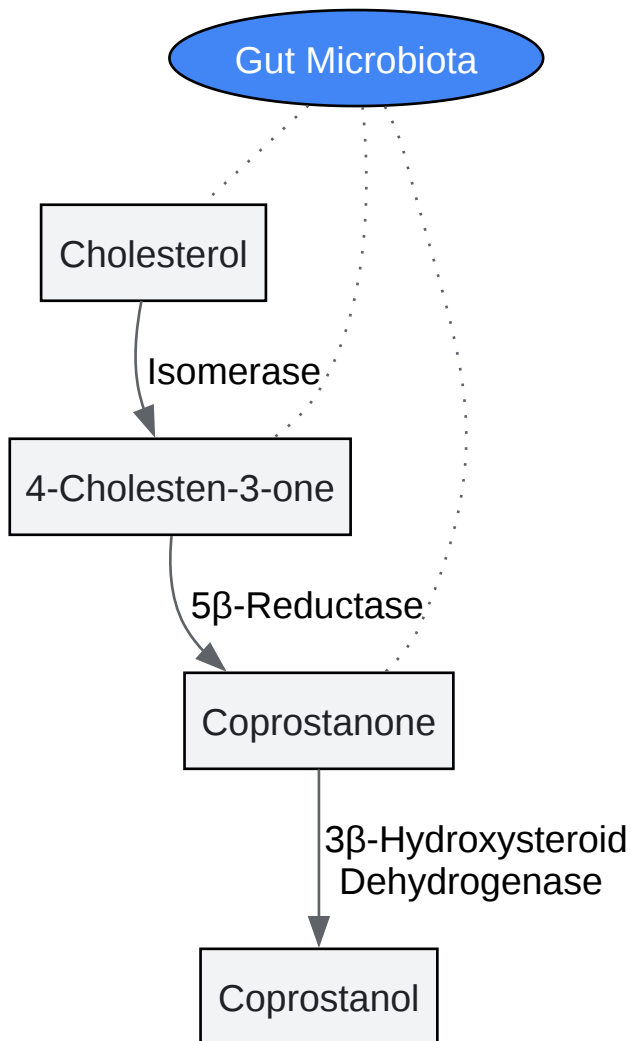 Gut Microbiota
Cholesterol
Isomerase
4-Cholesten-3-one
5β-Reductase
Coprostanone
3β-Hydroxysteroid
Dehydrogenase
Coprostanol